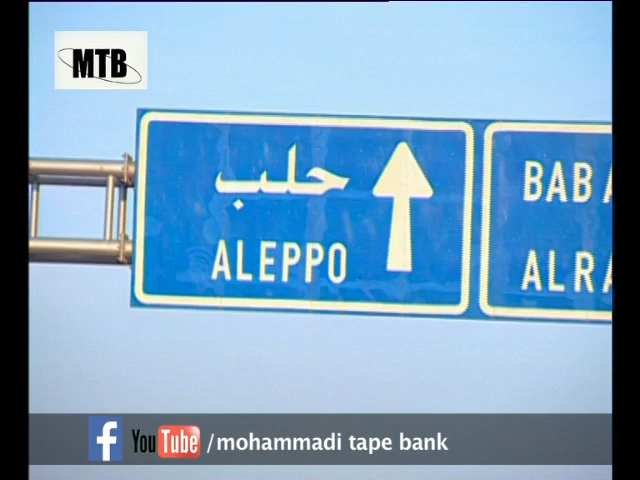 MTB
حلب
ALEPPO
BAB A
ALRA
f YouTube /mohammadi tape bank